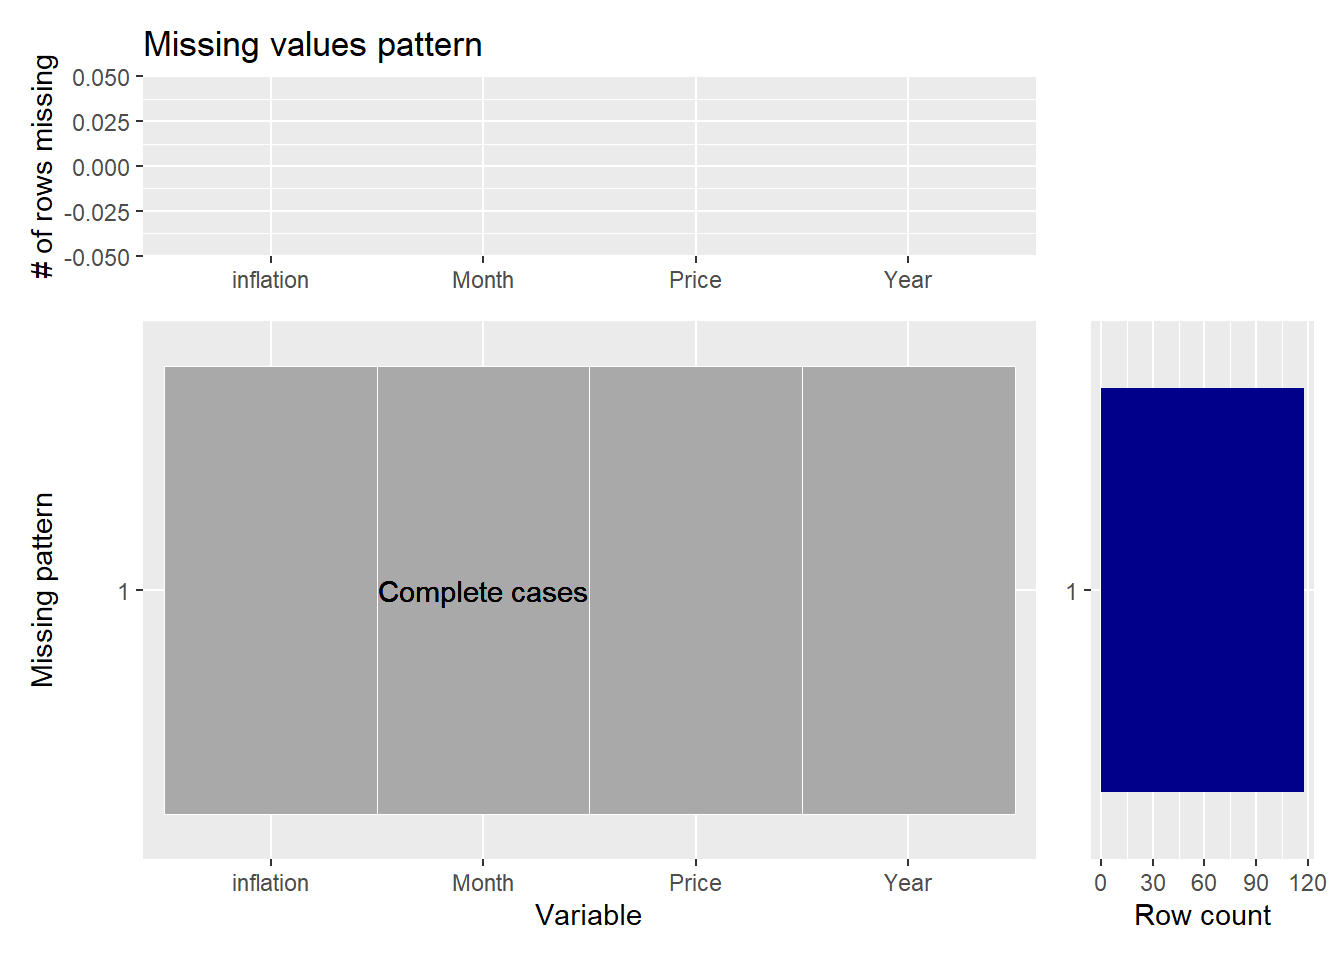 Missing values pattern
# of rows missing
0.050
0.025
0.000
-0.025
-0.050
inflation Month Price Year
Missing pattern
1
Complete cases
inflation Month Price Year
Variable
1
0 30 60 90 120
Row count